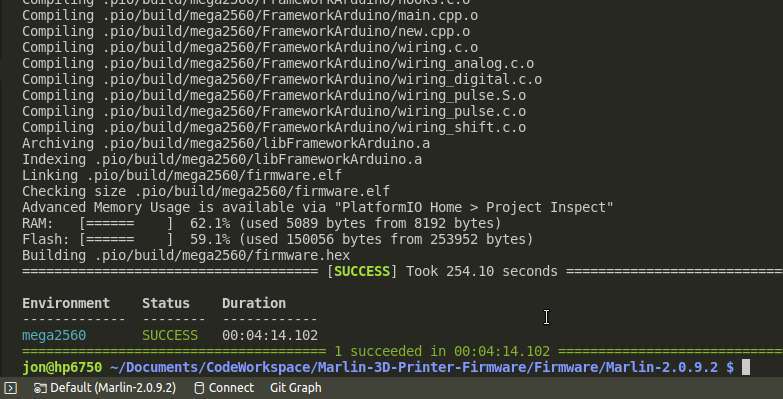 Compiling .pio/build/mega2560/FrameworkArduino/hooks.c.o
Compiling .pio/build/mega2560/FrameworkArduino/main.cpp.o
Compiling .pio/build/mega2560/FrameworkArduino/new.cpp.o
Compiling .pio/build/mega2560/FrameworkArduino/wiring.c.o
Compiling .pio/build/mega2560/FrameworkArduino/wiring_analog.c.o
Compiling .pio/build/mega2560/FrameworkArduino/wiring_digital.c.o
Compiling .pio/build/mega2560/FrameworkArduino/wiring_pulse.S.o
Compiling .pio/build/mega2560/FrameworkArduino/wiring_pulse.c.o
Compiling .pio/build/mega2560/FrameworkArduino/wiring_shift.c.o
Archiving .pio/build/mega2560/libFrameworkArduino.a
Indexing .pio/build/mega2560/libFrameworkArduino.a
Linking .pio/build/mega2560/firmware.elf
Checking size .pio/build/mega2560/firmware.elf
Advanced Memory Usage is available via "PlatformIO Home > Project Inspect"
RAM:   [======    ]  62.1% (used 5089 bytes from 8192 bytes)
Flash: [======    ]  59.1% (used 150056 bytes from 253952 bytes)
Building .pio/build/mega2560/firmware.hex
===================================== [SUCCESS] Took 254.10 seconds ===========================
Environment    Status    Duration
-------------  --------  ------------
mega2560       SUCCESS   00:04:14.102
====================================== 1 succeeded in 00:04:14.102 ============================
jon@hp6750 ~/Documents/CodeWorkspace/Marlin-3D-Printer-Firmware/Firmware/Marlin-2.0.9.2 $
Default (Marlin-2.0.9.2) Connect Git Graph